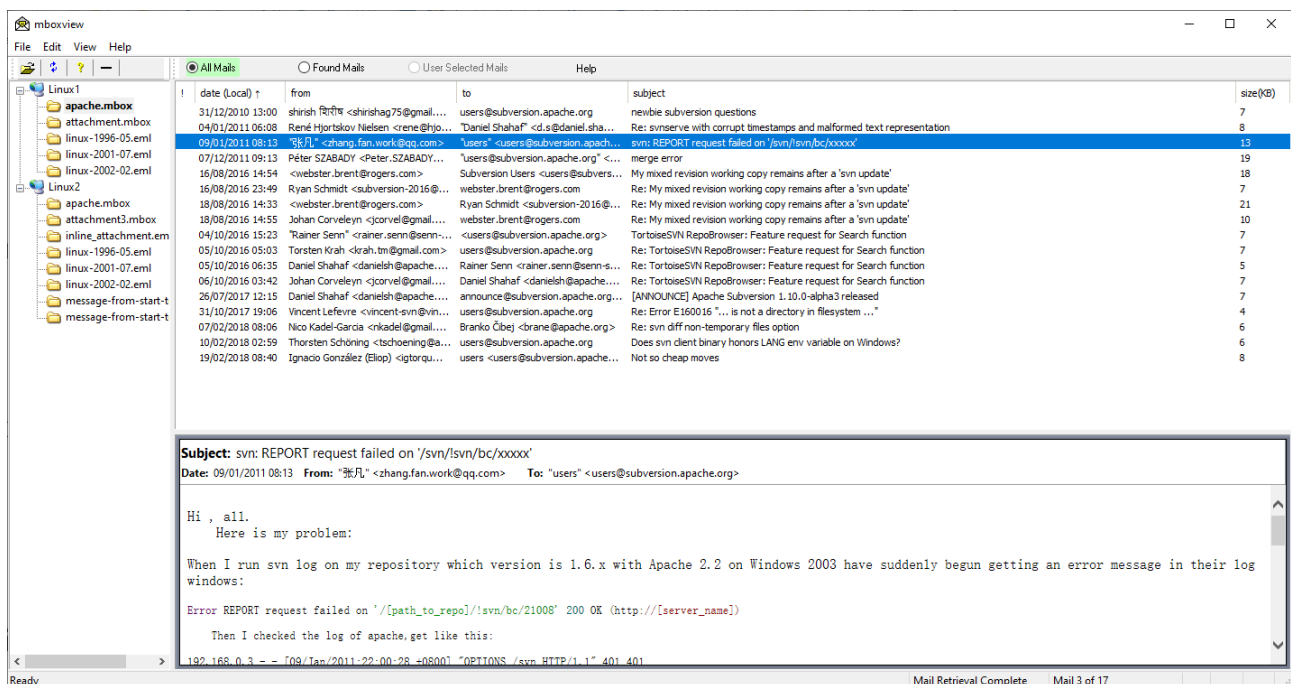 mboxview
File Edit View Help
All Mails Found Mails User Selected Mails Help
Linux1
apache.mbox
attachment.mbox
linux-1996-05.eml
linux-2001-07.eml
linux-2002-02.eml
Linux2
apache.mbox
attachment3.mbox
inline_attachment.em
linux-1996-05.eml
linux-2001-07.eml
linux-2002-02.eml
message-from-start-t
message-from-start-t
! date (Local) ↑ from to subject size(KB)
31/12/2010 13:00 shirish शिरीष <shirishag75@gmail.... users@subversion.apache.org newbie subversion questions 7
04/01/2011 06:08 René Hjortskov Nielsen <rene@hjo... "Daniel Shahaf" <d.s@daniel.sha... Re: svnserve with corrupt timestamps and malformed text representation 8
09/01/2011 08:13 "张凡" <zhang.fan.work@qq.com> "users" <users@subversion.apach... svn: REPORT request failed on '/svn/!svn/bc/xxxxx' 13
07/12/2011 09:13 Péter SZABADY <Peter.SZABADY... "users@subversion.apache.org" <... merge error 19
16/08/2016 14:54 <webster.brent@rogers.com> Subversion Users <users@subvers... My mixed revision working copy remains after a 'svn update' 18
16/08/2016 23:49 Ryan Schmidt <subversion-2016@... webster.brent@rogers.com Re: My mixed revision working copy remains after a 'svn update' 7
18/08/2016 14:33 <webster.brent@rogers.com> Ryan Schmidt <subversion-2016@... Re: My mixed revision working copy remains after a 'svn update' 21
18/08/2016 14:55 Johan Corveleyn <jcorvel@gmail.... webster.brent@rogers.com Re: My mixed revision working copy remains after a 'svn update' 10
04/10/2016 15:23 "Rainer Senn" <rainer.senn@senn-... <users@subversion.apache.org> TortoiseSVN RepoBrowser: Feature request for Search function 7
05/10/2016 05:03 Torsten Krah <krah.tm@gmail.com> users@subversion.apache.org Re: TortoiseSVN RepoBrowser: Feature request for Search function 7
05/10/2016 06:35 Daniel Shahaf <danielsh@apache.... Rainer Senn <rainer.senn@senn-s... Re: TortoiseSVN RepoBrowser: Feature request for Search function 5
06/10/2016 03:42 Johan Corveleyn <jcorvel@gmail.... Daniel Shahaf <danielsh@apache.... Re: TortoiseSVN RepoBrowser: Feature request for Search function 7
26/07/2017 12:15 Daniel Shahaf <danielsh@apache.... announce@subversion.apache.org... [ANNOUNCE] Apache Subversion 1.10.0-alpha3 released 7
31/10/2017 19:06 Vincent Lefevre <vincent-svn@vin... users@subversion.apache.org Re: Error E160016 "... is not a directory in filesystem ..." 4
07/02/2018 08:06 Nico Kadel-Garcia <nkadel@gmail.... Branko Čibej <brane@apache.org> Re: svn diff non-temporary files option 6
10/02/2018 02:59 Thorsten Schöning <tschoening@a... users@subversion.apache.org Does svn client binary honors LANG env variable on Windows? 6
19/02/2018 08:40 Ignacio González (Eliop) <igtorqu... users <users@subversion.apache... Not so cheap moves 8
Subject: svn: REPORT request failed on '/svn/!svn/bc/xxxxx'
Date: 09/01/2011 08:13 From: "张凡" <zhang.fan.work@qq.com> To: "users" <users@subversion.apache.org>
Hi , all.
Here is my problem:
When I run svn log on my repository which version is 1.6.x with Apache 2.2 on Windows 2003 have suddenly begun getting an error message in their log
windows:
Error REPORT request failed on '/[path_to_repo]/!svn/bc/21008' 200 OK (http://[server_name])
Then I checked the log of apache,get like this:
192.168.0.3 - - [09/Jan/2011:22:00:28 +0800] "OPTIONS /svn HTTP/1.1" 401 401
Ready Mail Retrieval Complete Mail 3 of 17